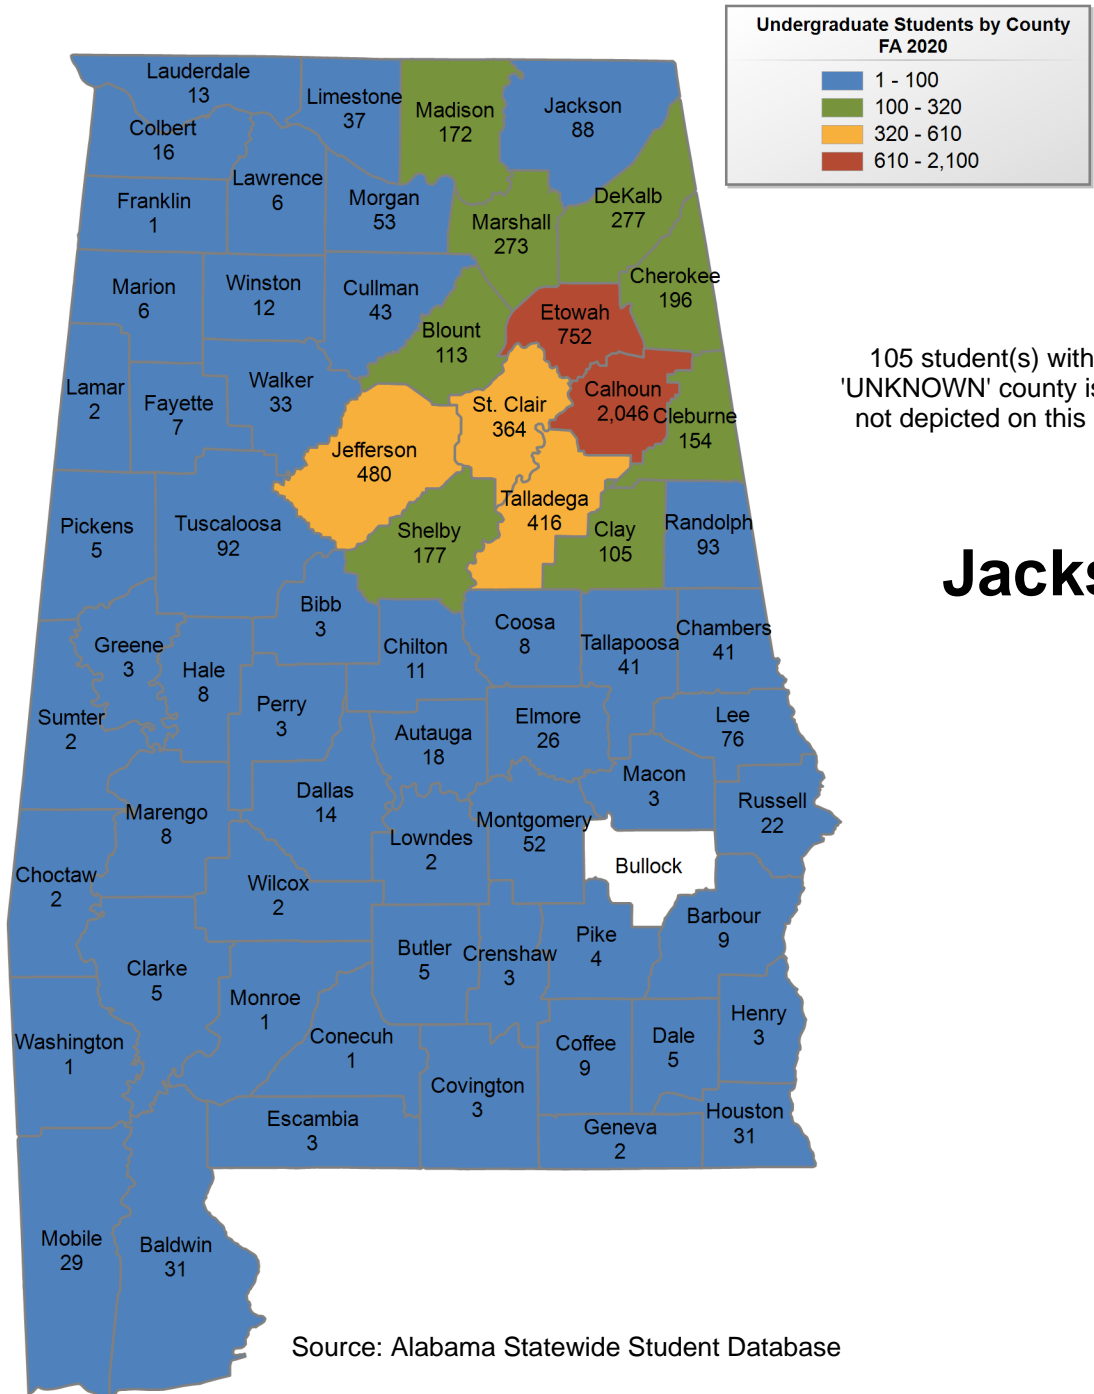 Undergraduate Students by County
FA 2020
1 - 100
100 - 320
320 - 610
610 - 2,100
Lauderdale
13
Limestone
37
Madison
172
Jackson
88
Colbert
16
Lawrence
6
Franklin
1
Morgan
53
Marshall
273
DeKalb
277
Cherokee
196
Marion
6
Winston
12
Cullman
43
Blount
113
Etowah
752
105 student(s) with
'UNKNOWN' county is
not depicted on this
Lamar
2
Fayette
7
Walker
33
Jefferson
480
St. Clair
364
Calhoun
2,046
Cleburne
154
Pickens
5
Tuscaloosa
92
Shelby
177
Talladega
416
Clay
105
Randolph
93
Jacks
Bibb
3
Chilton
11
Coosa
8
Tallapoosa
41
Chambers
41
Greene
3
Hale
8
Perry
3
Sumter
2
Autauga
18
Elmore
26
Lee
76
Macon
3
Russell
22
Marengo
8
Dallas
14
Lowndes
2
Montgomery
52
Bullock
Choctaw
2
Wilcox
2
Barbour
9
Clarke
5
Butler
5
Crenshaw
3
Pike
4
Monroe
1
Conecuh
1
Washington
1
Coffee
9
Dale
5
Henry
3
Covington
3
Escambia
3
Geneva
2
Houston
31
Mobile
29
Baldwin
31
Source: Alabama Statewide Student Database